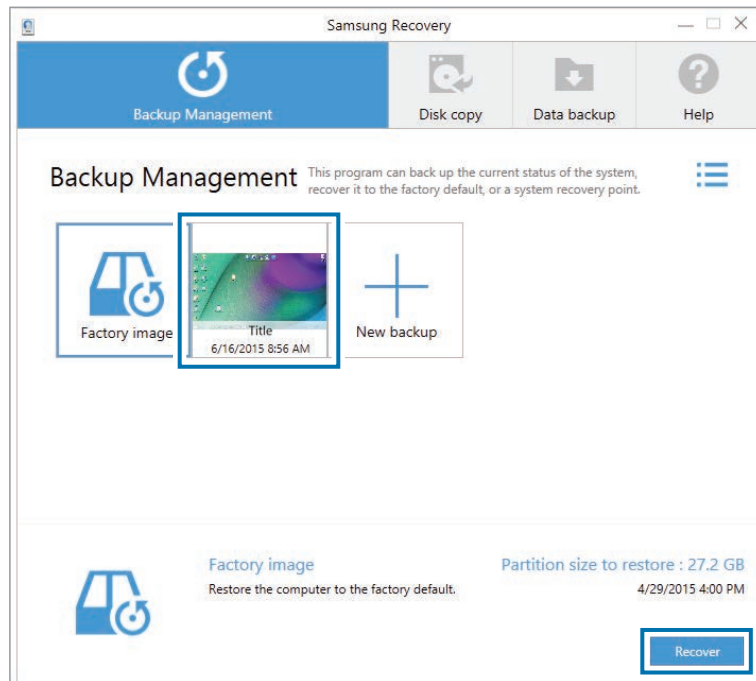 Samsung Recovery
Backup Management
Disk copy
Data backup
Help
Backup Management
This program can back up the current status of the system,
recover it to the factory default, or a system recovery point.
Factory image
Title
6/16/2015 8:56 AM
New backup
Factory image
Partition size to restore : 27.2 GB
Restore the computer to the factory default.
4/29/2015 4:00 PM
Recover